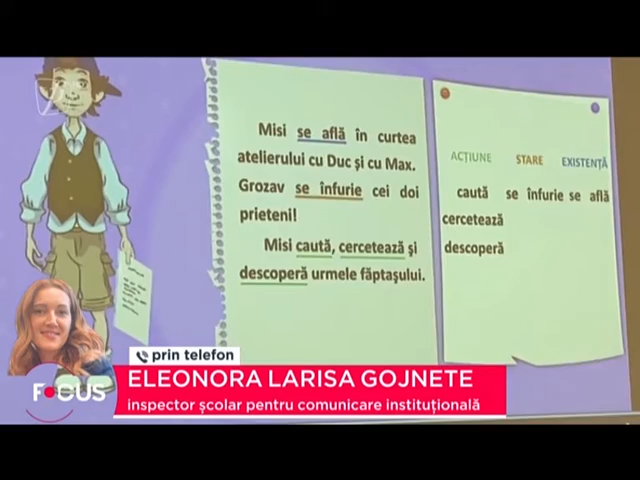 Misi se află în curtea
atelierului cu Duc și cu Max.
Grozav se înfurie cei doi
prieteni!
Misi caută, cercetează și
descoperă urmele făptașului.
ACȚIUNE STARE EXISTENȚĂ
caută se înfurie se află
cercetează
descoperă
prin telefon
ELEONORA LARISA GOJNETE
inspector școlar pentru comunicare instituțională
FOCUS